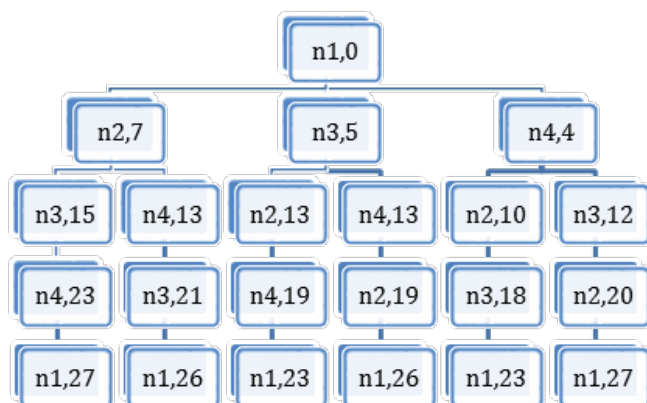 n1,0
n2,7 n3,5 n4,4
n3,15 n4,13 n2,13 n4,13 n2,10 n3,12
n4,23 n3,21 n4,19 n2,19 n3,18 n2,20
n1,27 n1,26 n1,23 n1,26 n1,23 n1,27